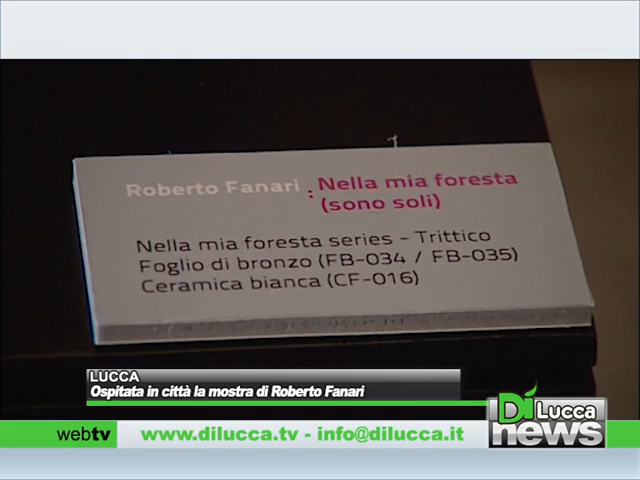 Roberto Fanari : Nella mia foresta
(sono soli)
Nella mia foresta series - Trittico
Foglio di bronzo (FB-034 / FB-035)
Ceramica bianca (CF-016)
LUCCA
Ospitata in città la mostra di Roberto Fanari
Di Lucca
news
webtv www.dilucca.tv - info@dilucca.it